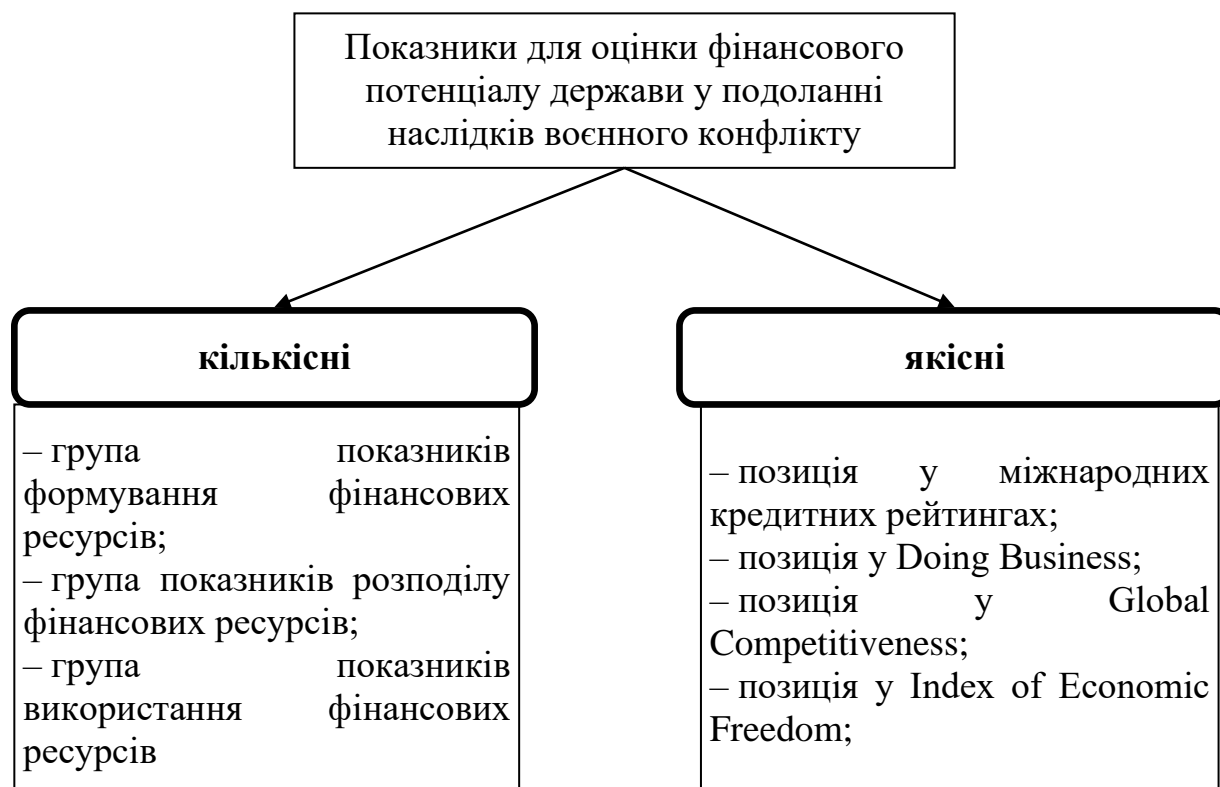 Показники для оцінки фінансового
потенціалу держави у подоланні
наслідків воєнного конфлікту
кількісні
– група показників
формування фінансових
ресурсів;
– група показників розподілу
фінансових ресурсів;
– група показників
використання фінансових
ресурсів
якісні
– позиція у міжнародних
кредитних рейтингах;
– позиція у Doing Business;
– позиція у Global
Competitiveness;
– позиція у Index of Economic
Freedom;